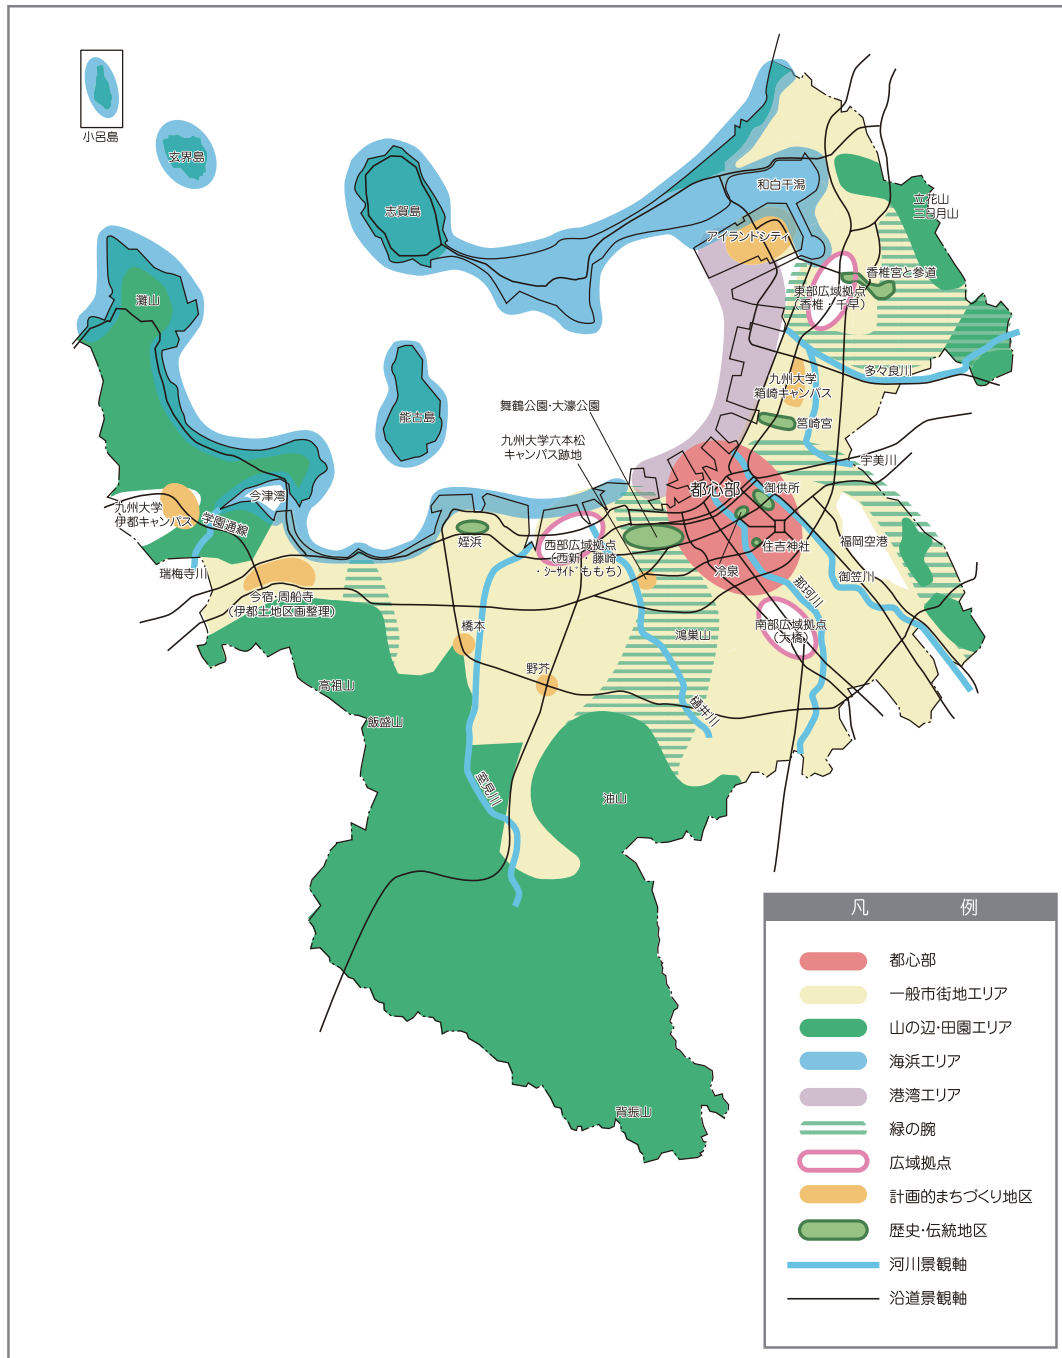 小呂島
玄界島
志賀島
和白干潟
立花山
三日月山
アイランドシティ
香椎宮と参道
東部広域拠点
(香椎・千早)
灘山
能古島
多々良川
九州大学
箱崎キャンパス
舞鶴公園・大濠公園
筥崎宮
九州大学六本松
キャンパス跡地
宇美川
都心部
御供所
今津湾
九州大学
伊都キャンパス
学園通線
姪浜
西部広域拠点
(西新・藤崎
・シーサイドももち)
住吉神社
福岡空港
冷泉
御笠川
那珂川
瑞梅寺川
今宿・周船寺
(伊都土地区画整理)
橋本
鴻巣山
南部広域拠点
(大橋)
野芥
高祖山
飯盛山
樋井川
室見川
油山
背振山
凡例
都心部
一般市街地エリア
山の辺・田園エリア
海浜エリア
港湾エリア
緑の腕
広域拠点
計画的まちづくり地区
歴史・伝統地区
河川景観軸
沿道景観軸